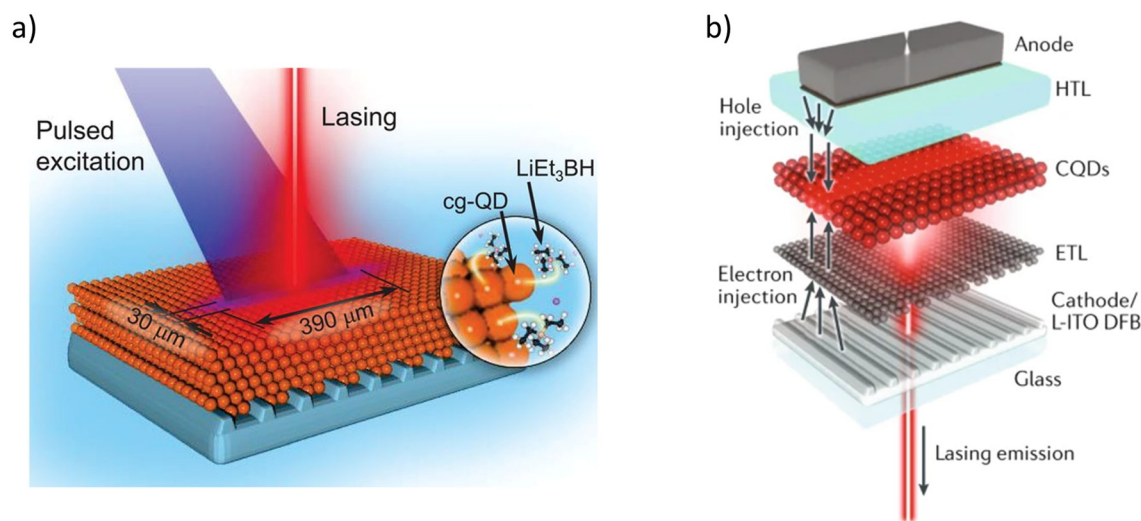 a)
Pulsed
excitation
Lasing
LiEt₃BH
cg-QD
30 μm
390 μm
b)
Anode
HTL
Hole
injection
CQDs
ETL
Electron
injection
Cathode/
L-ITO DFB
Glass
Lasing emission